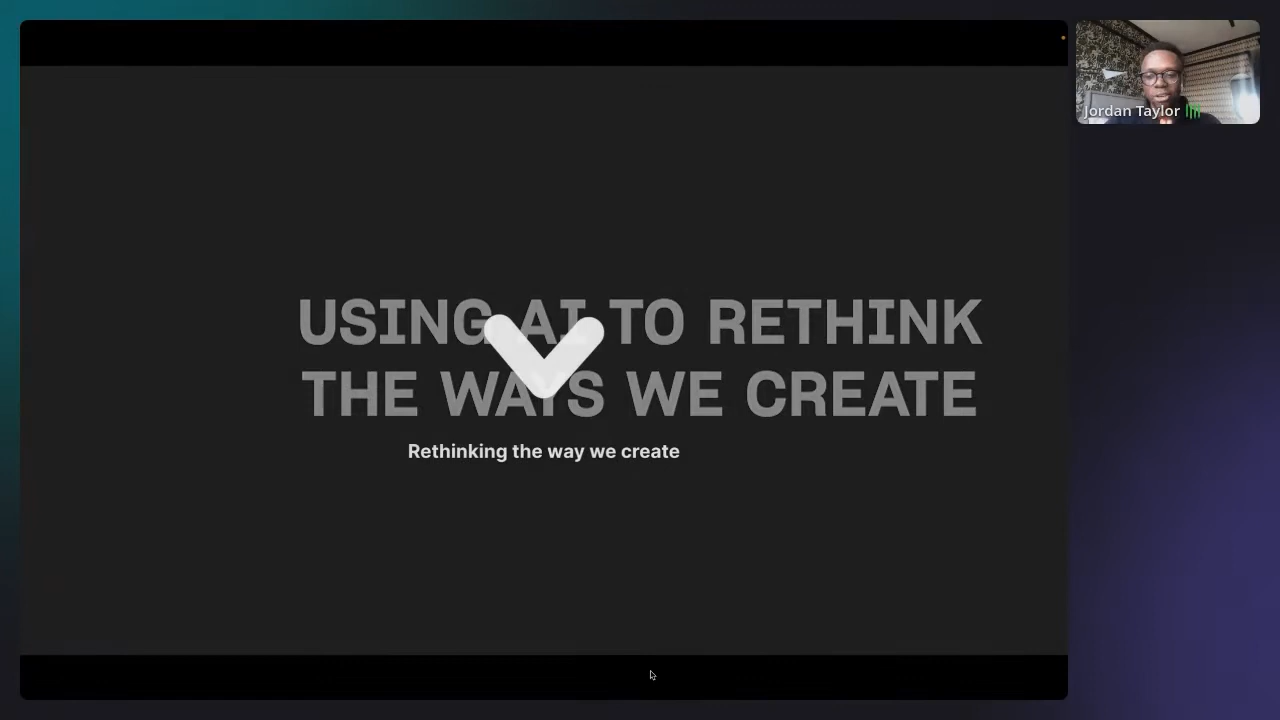 USING AI TO RETHINK
THE WAYS WE CREATE
Rethinking the way we create
Jordan Taylor